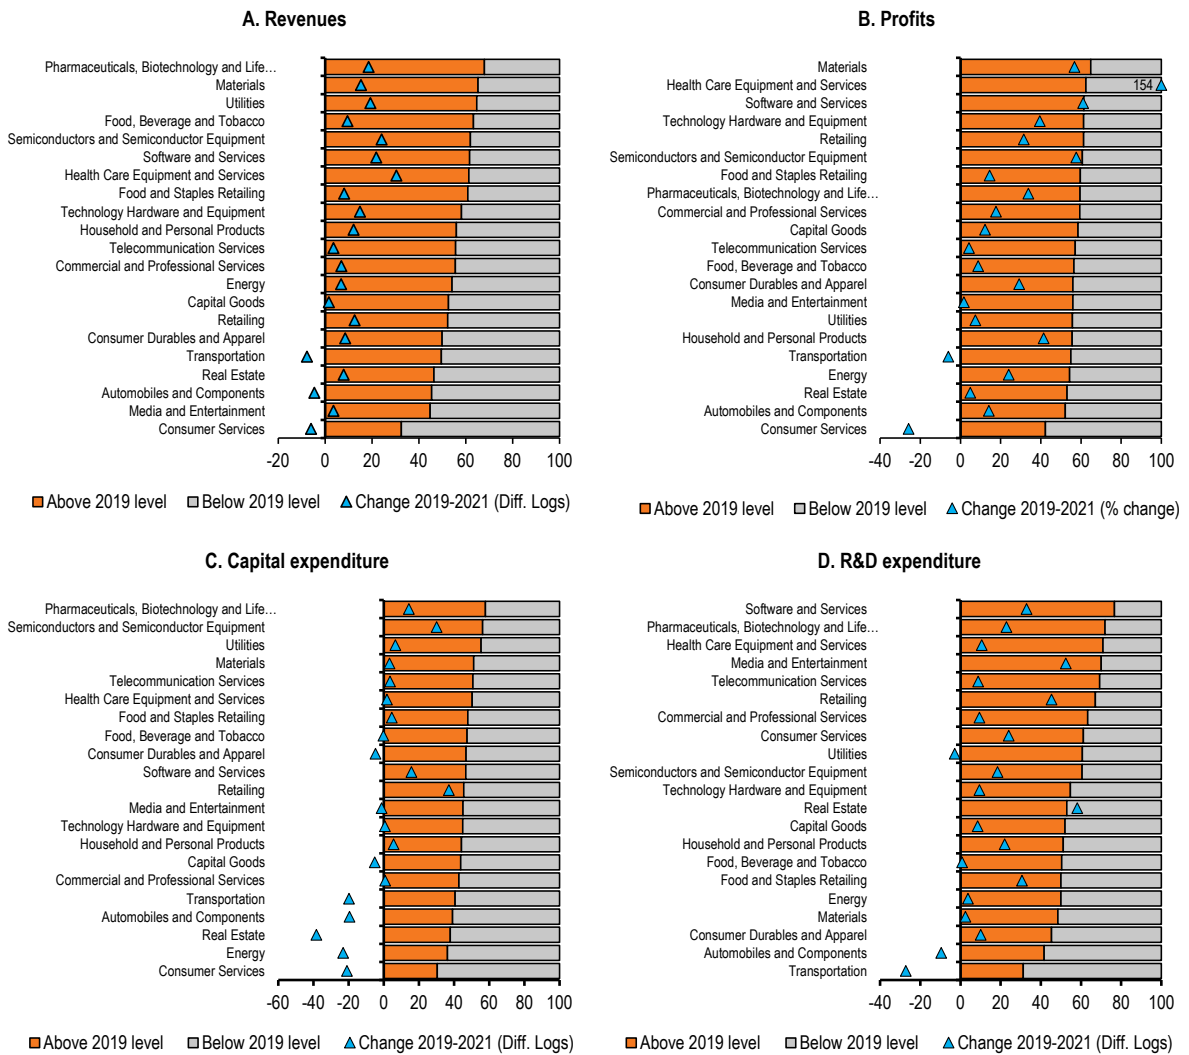 A. Revenues
Pharmaceuticals, Biotechnology and Life…
Materials
Utilities
Food, Beverage and Tobacco
Semiconductors and Semiconductor Equipment
Software and Services
Health Care Equipment and Services
Food and Staples Retailing
Technology Hardware and Equipment
Household and Personal Products
Telecommunication Services
Commercial and Professional Services
Energy
Capital Goods
Retailing
Consumer Durables and Apparel
Transportation
Real Estate
Automobiles and Components
Media and Entertainment
Consumer Services
-20 0 20 40 60 80 100
Above 2019 level Below 2019 level Change 2019-2021 (Diff. Logs)
B. Profits
Materials
Health Care Equipment and Services
154
Software and Services
Technology Hardware and Equipment
Retailing
Semiconductors and Semiconductor Equipment
Food and Staples Retailing
Pharmaceuticals, Biotechnology and Life…
Commercial and Professional Services
Capital Goods
Telecommunication Services
Food, Beverage and Tobacco
Consumer Durables and Apparel
Media and Entertainment
Utilities
Household and Personal Products
Transportation
Energy
Real Estate
Automobiles and Components
Consumer Services
-40 -20 0 20 40 60 80 100
Above 2019 level Below 2019 level Change 2019-2021 (% change)
C. Capital expenditure
Pharmaceuticals, Biotechnology and Life…
Semiconductors and Semiconductor Equipment
Utilities
Materials
Telecommunication Services
Health Care Equipment and Services
Food and Staples Retailing
Food, Beverage and Tobacco
Consumer Durables and Apparel
Software and Services
Retailing
Media and Entertainment
Technology Hardware and Equipment
Household and Personal Products
Capital Goods
Commercial and Professional Services
Transportation
Automobiles and Components
Real Estate
Energy
Consumer Services
-60 -40 -20 0 20 40 60 80 100
Above 2019 level Below 2019 level Change 2019-2021 (Diff. Logs)
D. R&D expenditure
Software and Services
Pharmaceuticals, Biotechnology and Life…
Health Care Equipment and Services
Media and Entertainment
Telecommunication Services
Retailing
Commercial and Professional Services
Consumer Services
Utilities
Semiconductors and Semiconductor Equipment
Technology Hardware and Equipment
Real Estate
Capital Goods
Household and Personal Products
Food, Beverage and Tobacco
Food and Staples Retailing
Energy
Materials
Consumer Durables and Apparel
Automobiles and Components
Transportation
-40 -20 0 20 40 60 80 100
Above 2019 level Below 2019 level Change 2019-2021 (Diff. Logs)